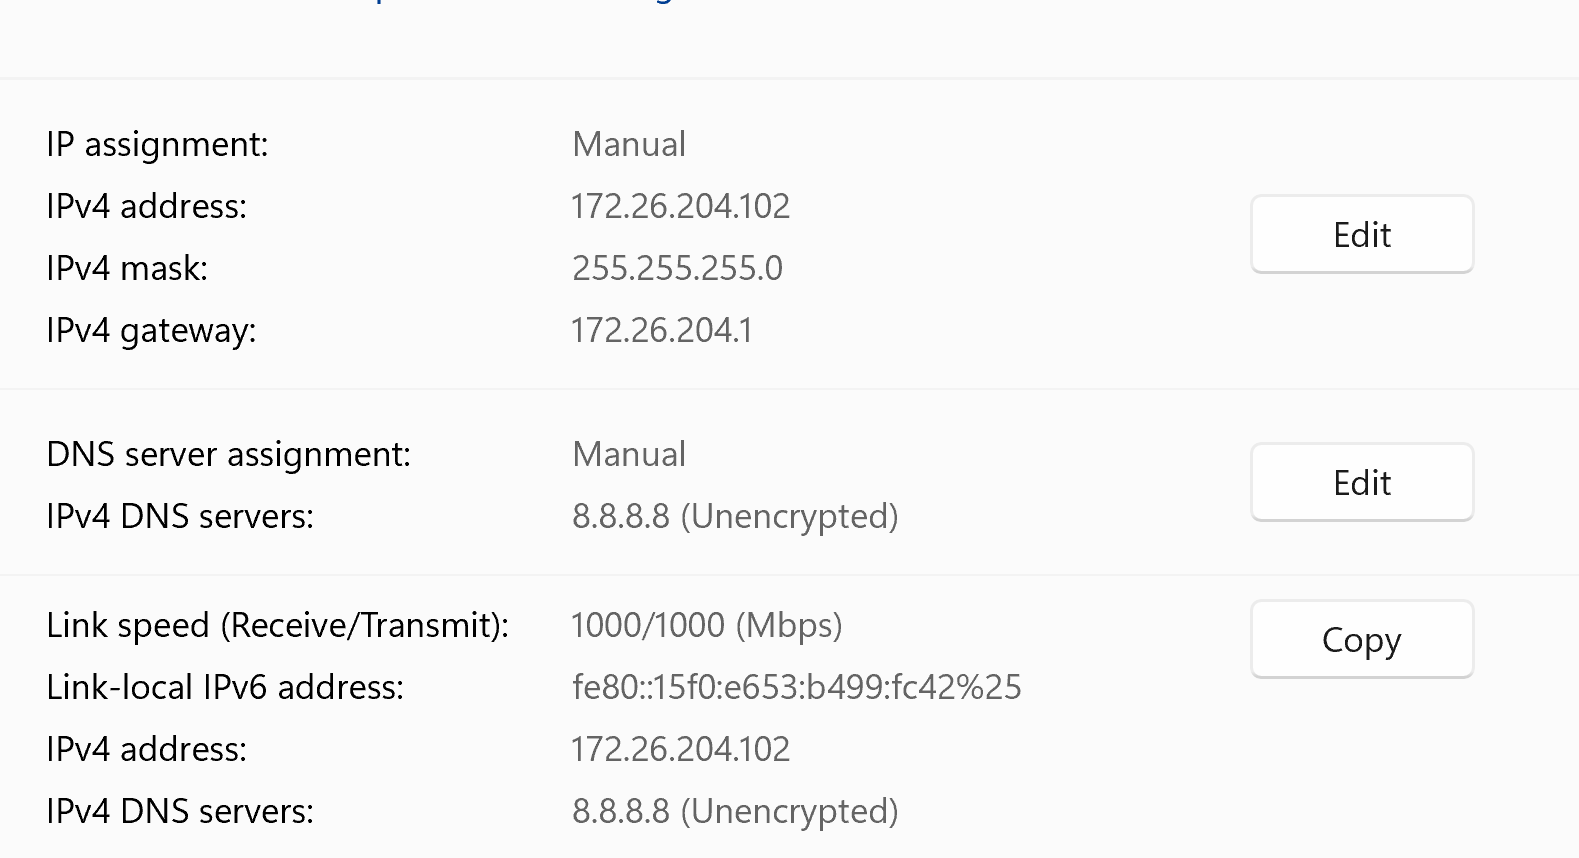 IP assignment: Manual
IPv4 address: 172.26.204.102
IPv4 mask: 255.255.255.0
IPv4 gateway: 172.26.204.1
Edit
DNS server assignment: Manual
IPv4 DNS servers: 8.8.8.8 (Unencrypted)
Edit
Link speed (Receive/Transmit): 1000/1000 (Mbps)
Link-local IPv6 address: fe80::15f0:e653:b499:fc42%25
IPv4 address: 172.26.204.102
IPv4 DNS servers: 8.8.8.8 (Unencrypted)
Copy